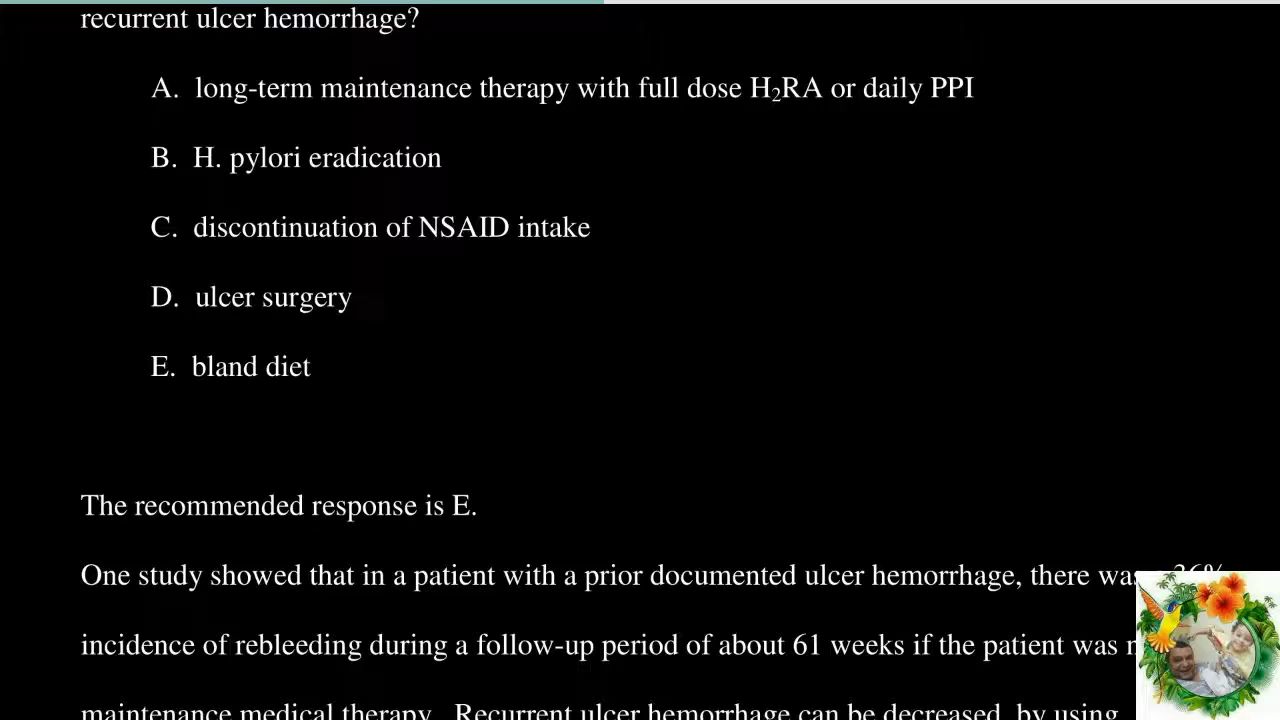 recurrent ulcer hemorrhage?
A. long-term maintenance therapy with full dose H₂RA or daily PPI
B. H. pylori eradication
C. discontinuation of NSAID intake
D. ulcer surgery
E. bland diet
The recommended response is E.
One study showed that in a patient with a prior documented ulcer hemorrhage, there was 36%
incidence of rebleeding during a follow-up period of about 61 weeks if the patient was
maintenance medical therapy. Recurrent ulcer hemorrhage can be decreased by using